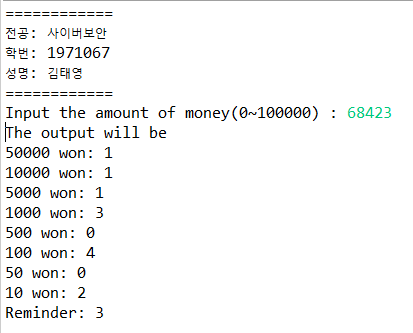 ============
전공: 사이버보안
학번: 1971067
성명: 김태영
============
Input the amount of money(0~100000) : 68423
The output will be
50000 won: 1
10000 won: 1
5000 won: 1
1000 won: 3
500 won: 0
100 won: 4
50 won: 0
10 won: 2
Reminder: 3